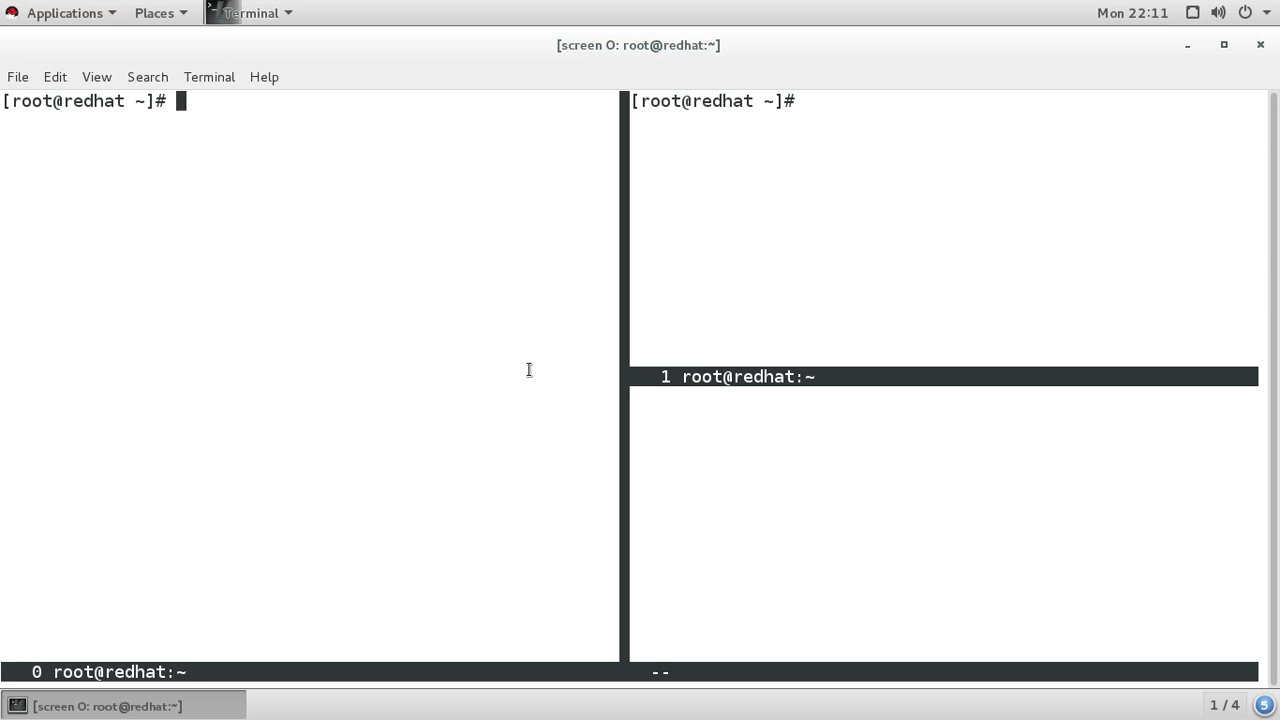 Applications Places Terminal Mon 22:11
[screen 0: root@redhat:~]
File Edit View Search Terminal Help
[root@redhat ~]#
[root@redhat ~]#
1 root@redhat:~
0 root@redhat:~
--
[screen 0: root@redhat:~]
1 / 4
5